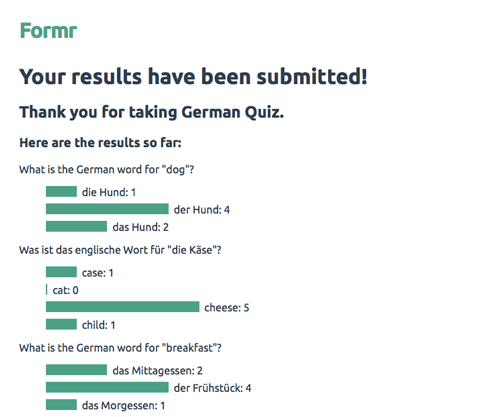 Formr
Your results have been submitted!
Thank you for taking German Quiz.
Here are the results so far:
What is the German word for "dog"?
die Hund: 1
der Hund: 4
das Hund: 2
Was ist das englische Wort für "die Käse"?
case: 1
cat: 0
cheese: 5
child: 1
What is the German word for "breakfast"?
das Mittagessen: 2
der Frühstück: 4
das Morgessen: 1